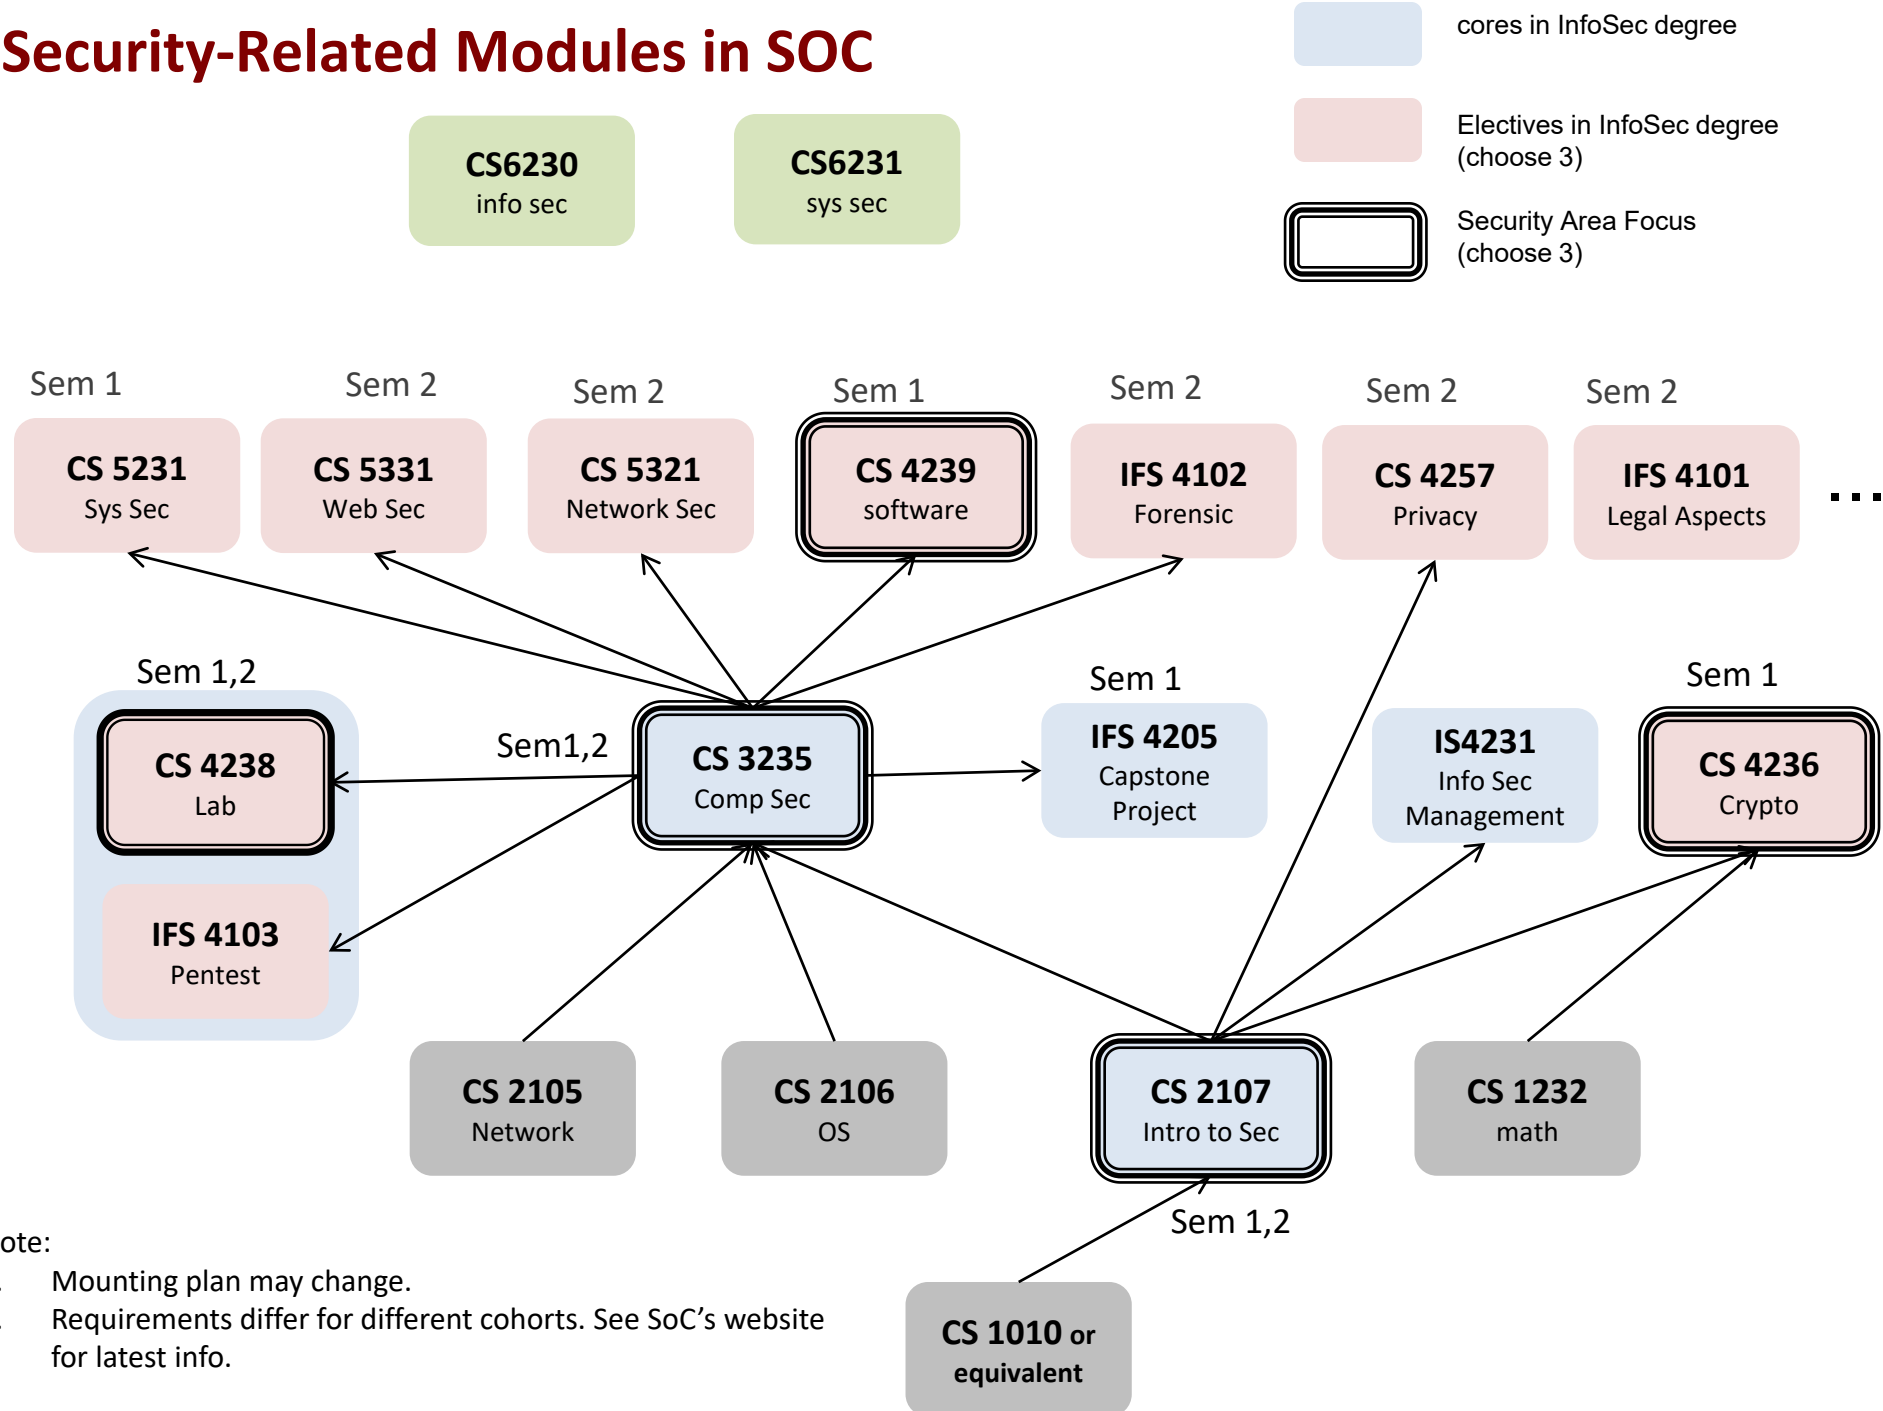 Security-Related Modules in SOC
cores in InfoSec degree
Electives in InfoSec degree
(choose 3)
Security Area Focus
(choose 3)
CS6230
info sec
CS6231
sys sec
Sem 1
Sem 2
Sem 2
Sem 1
Sem 2
Sem 2
Sem 2
CS 5231
Sys Sec
CS 5331
Web Sec
CS 5321
Network Sec
CS 4239
software
IFS 4102
Forensic
CS 4257
Privacy
IFS 4101
Legal Aspects
...
Sem 1,2
CS 4238
Lab
IFS 4103
Pentest
Sem1,2
CS 3235
Comp Sec
Sem 1
IFS 4205
Capstone
Project
IS4231
Info Sec
Management
Sem 1
CS 4236
Crypto
CS 2105
Network
CS 2106
OS
CS 2107
Intro to Sec
Sem 1,2
CS 1232
math
CS 1010 or
equivalent
ote:
. Mounting plan may change.
. Requirements differ for different cohorts. See SoC’s website
for latest info.